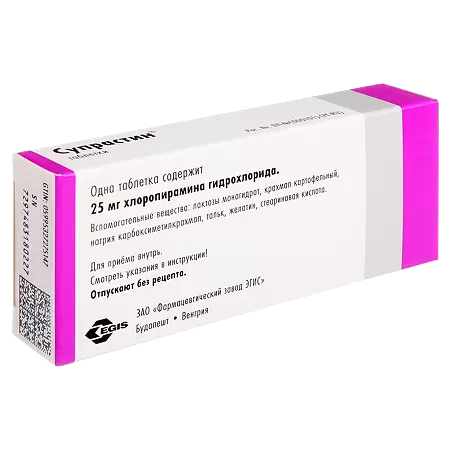 Супрастин®
таблетки
Одна таблетка содержит
25 мг хлоропирамина гидрохлорида.
Вспомогательные вещества: лактозы моногидрат, крахмал картофельный,
натрия карбоксиметилкрахмал, тальк, желатин, стеариновая кислота.
Для приёма внутрь.
Смотреть указания в инструкции!
Отпускают без рецепта.
EGIS
ЗАО «Фармацевтический завод ЭГИС»
Будапешт • Венгрия
SN